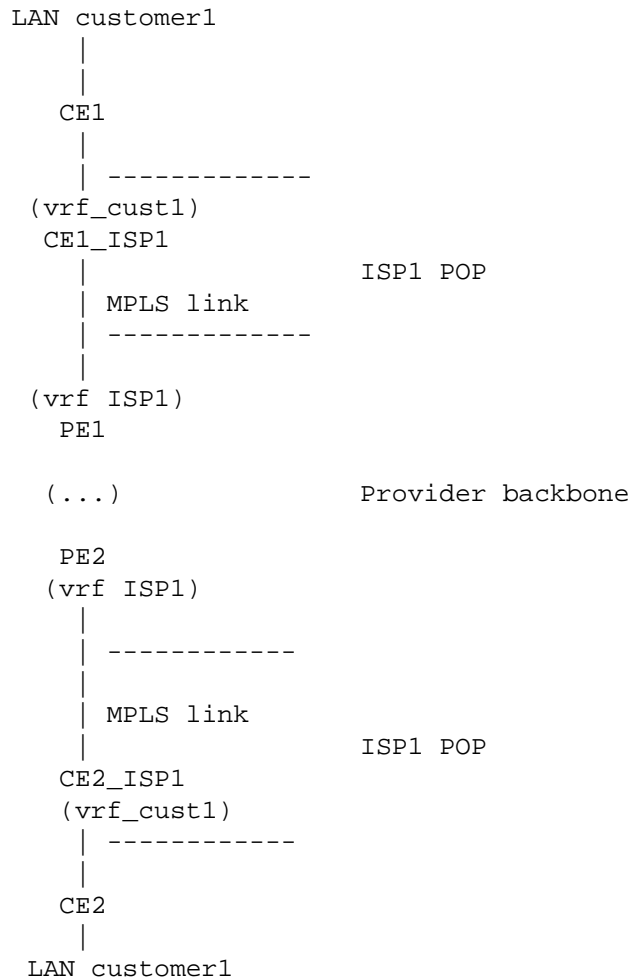 LAN customer1
|
|
CE1
|
| -------------
(vrf_cust1)
CE1_ISP1
| ISP1 POP
| MPLS link
| -------------
|
(vrf ISP1)
PE1
(...) Provider backbone
PE2
(vrf ISP1)
|
| ------------
|
| MPLS link
| ISP1 POP
CE2_ISP1
(vrf_cust1)
| ------------
|
CE2
|
LAN customer1